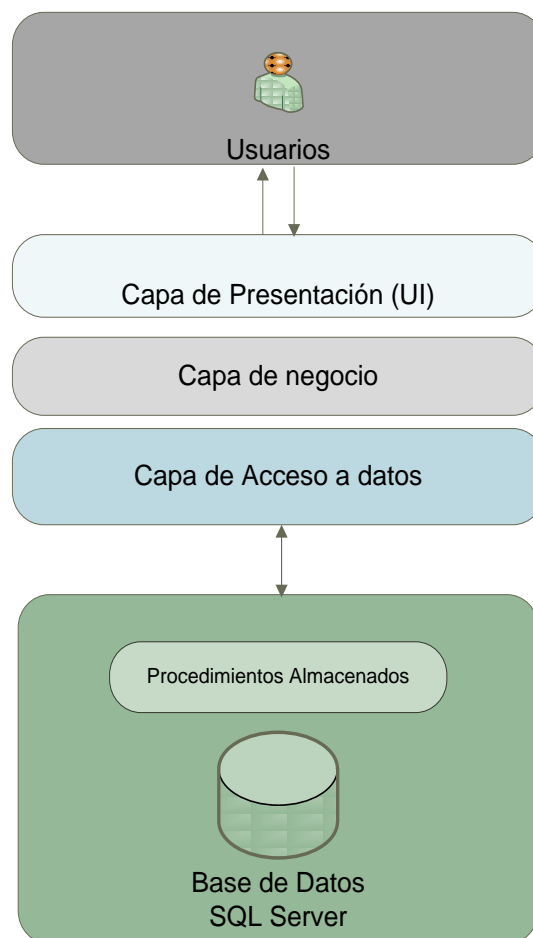 Usuarios
Capa de Presentación (UI)
Capa de negocio
Capa de Acceso a datos
Procedimientos Almacenados
Base de Datos
SQL Server